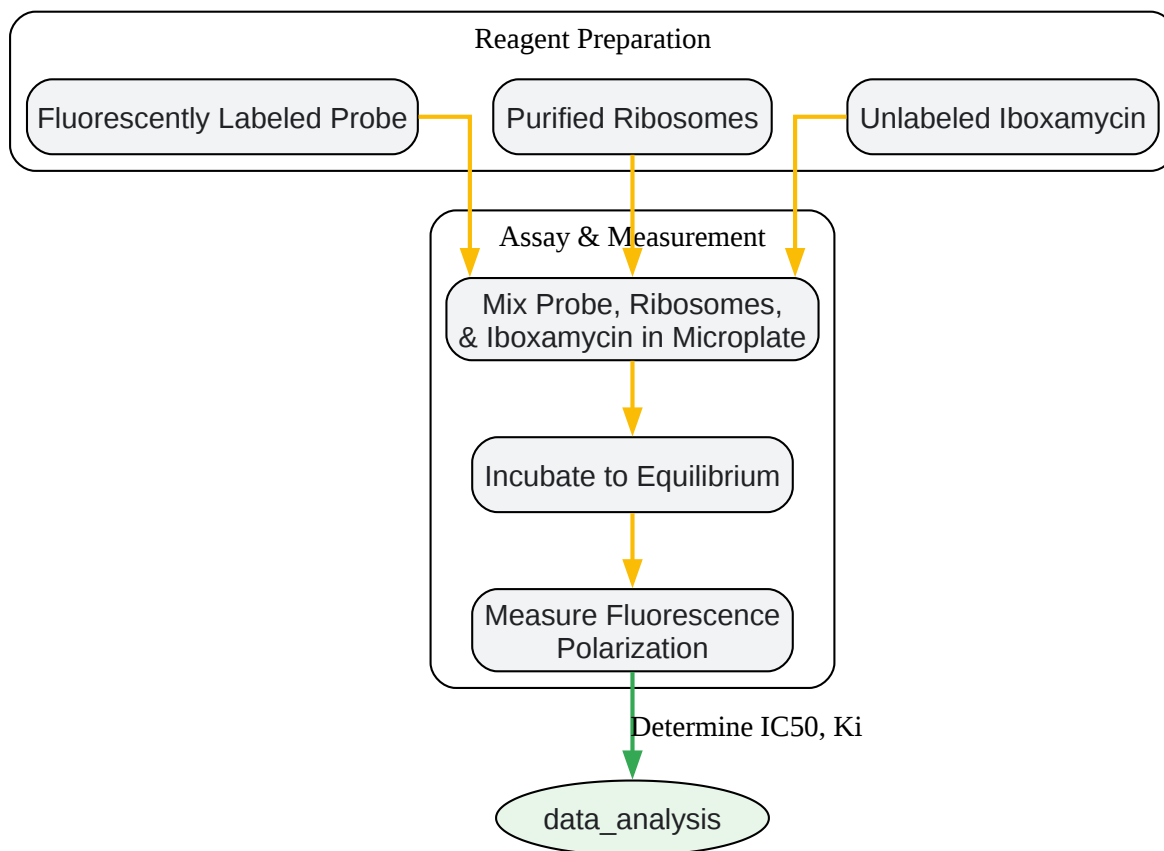 Reagent Preparation
Fluorescently Labeled Probe
Purified Ribosomes
Unlabeled Iboxamycin
Assay & Measurement
Mix Probe, Ribosomes,
& Iboxamycin in Microplate
Incubate to Equilibrium
Measure Fluorescence
Polarization
Determine IC50, Ki
data_analysis